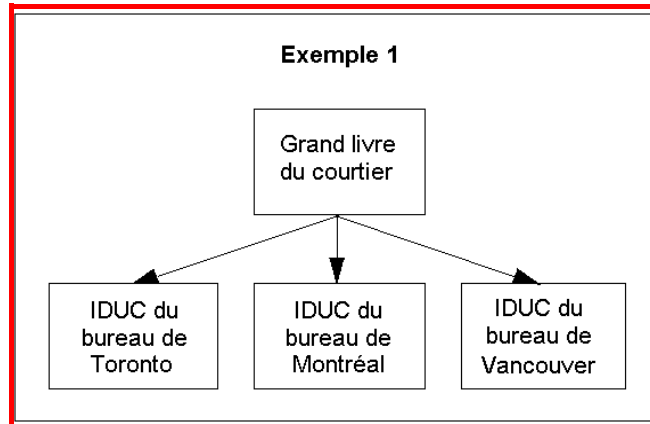 Exemple 1
Grand livre
du courtier
IDUC du
bureau de
Toronto
IDUC du
bureau de
Montréal
IDUC du
bureau de
Vancouver